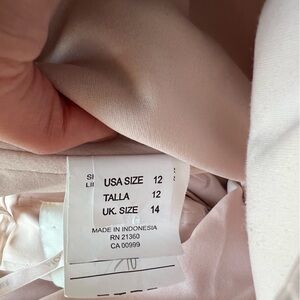 USA SIZE 12
TALLA 12
UK. SIZE 14
MADE IN INDONESIA
RN 21360
CA 00999